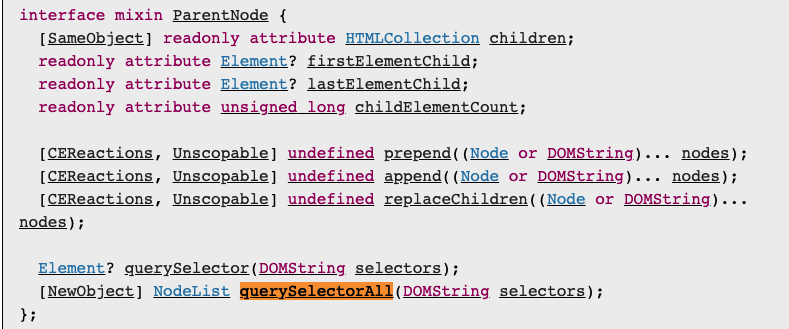 interface mixin ParentNode {
  [SameObject] readonly attribute HTMLCollection children;
  readonly attribute Element? firstElementChild;
  readonly attribute Element? lastElementChild;
  readonly attribute unsigned long childElementCount;

  [CEReactions, Unscopable] undefined prepend((Node or DOMString)... nodes);
  [CEReactions, Unscopable] undefined append((Node or DOMString)... nodes);
  [CEReactions, Unscopable] undefined replaceChildren((Node or DOMString)...
nodes);

  Element? querySelector(DOMString selectors);
  [NewObject] NodeList querySelectorAll(DOMString selectors);
};